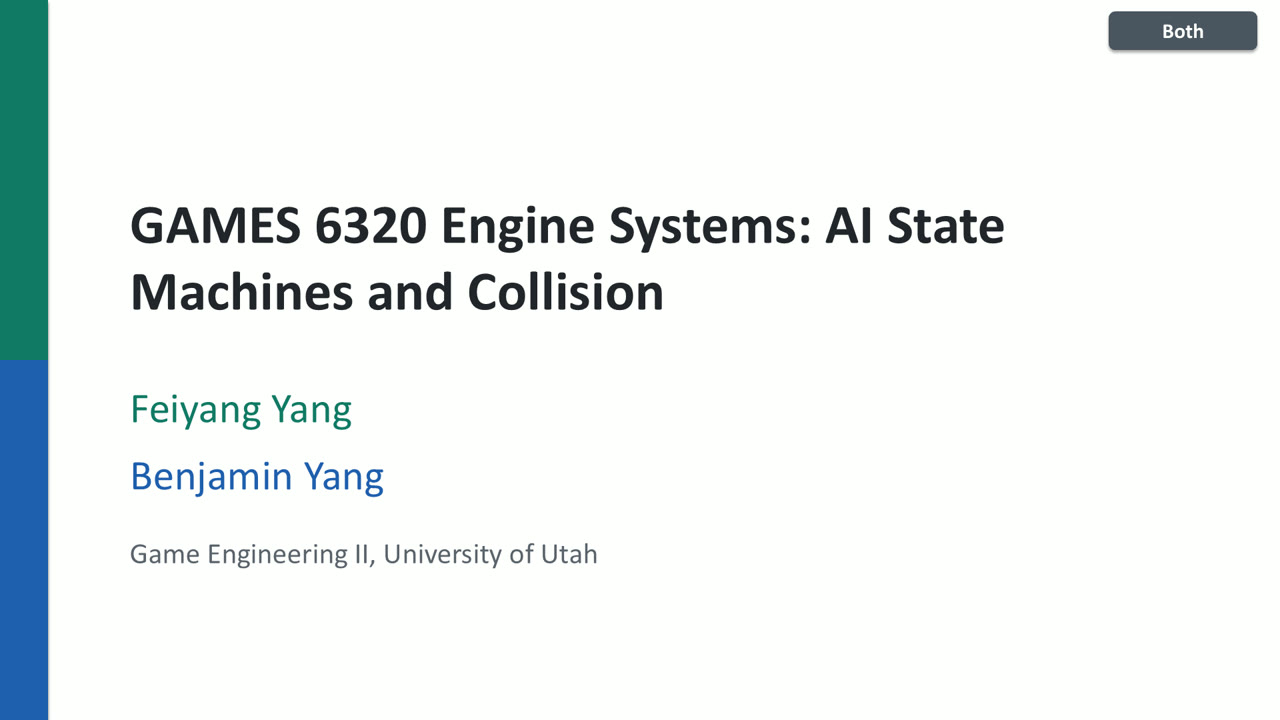 Both
GAMES 6320 Engine Systems: AI State
Machines and Collision
Feiyang Yang
Benjamin Yang
Game Engineering II, University of Utah